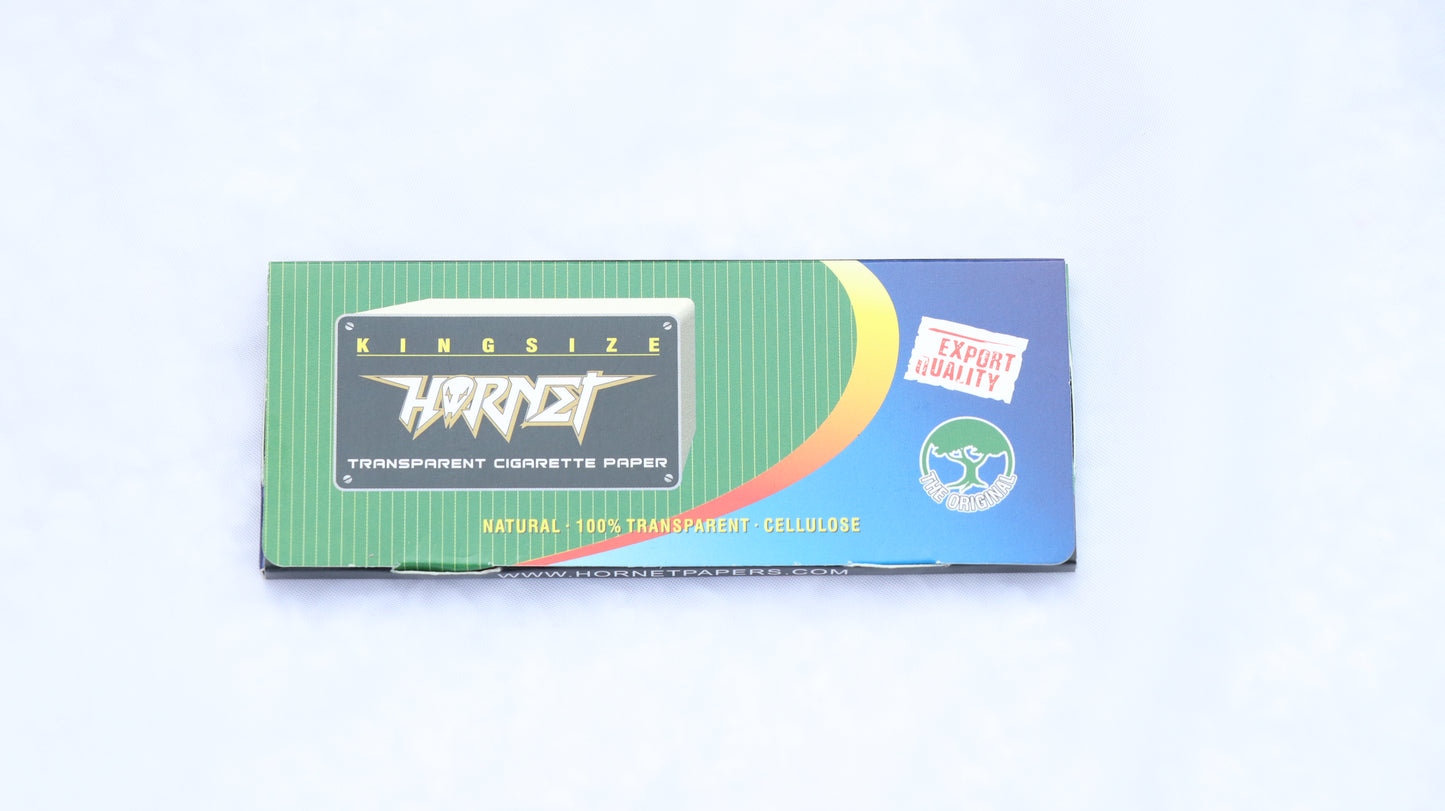 KINGSIZE
HORNET
TRANSPARENT CIGARETTE PAPER
EXPORT
QUALITY
THE ORIGINAL
NATURAL · 100% TRANSPARENT · CELLULOSE
WWW.HORNETPAPERS.COM